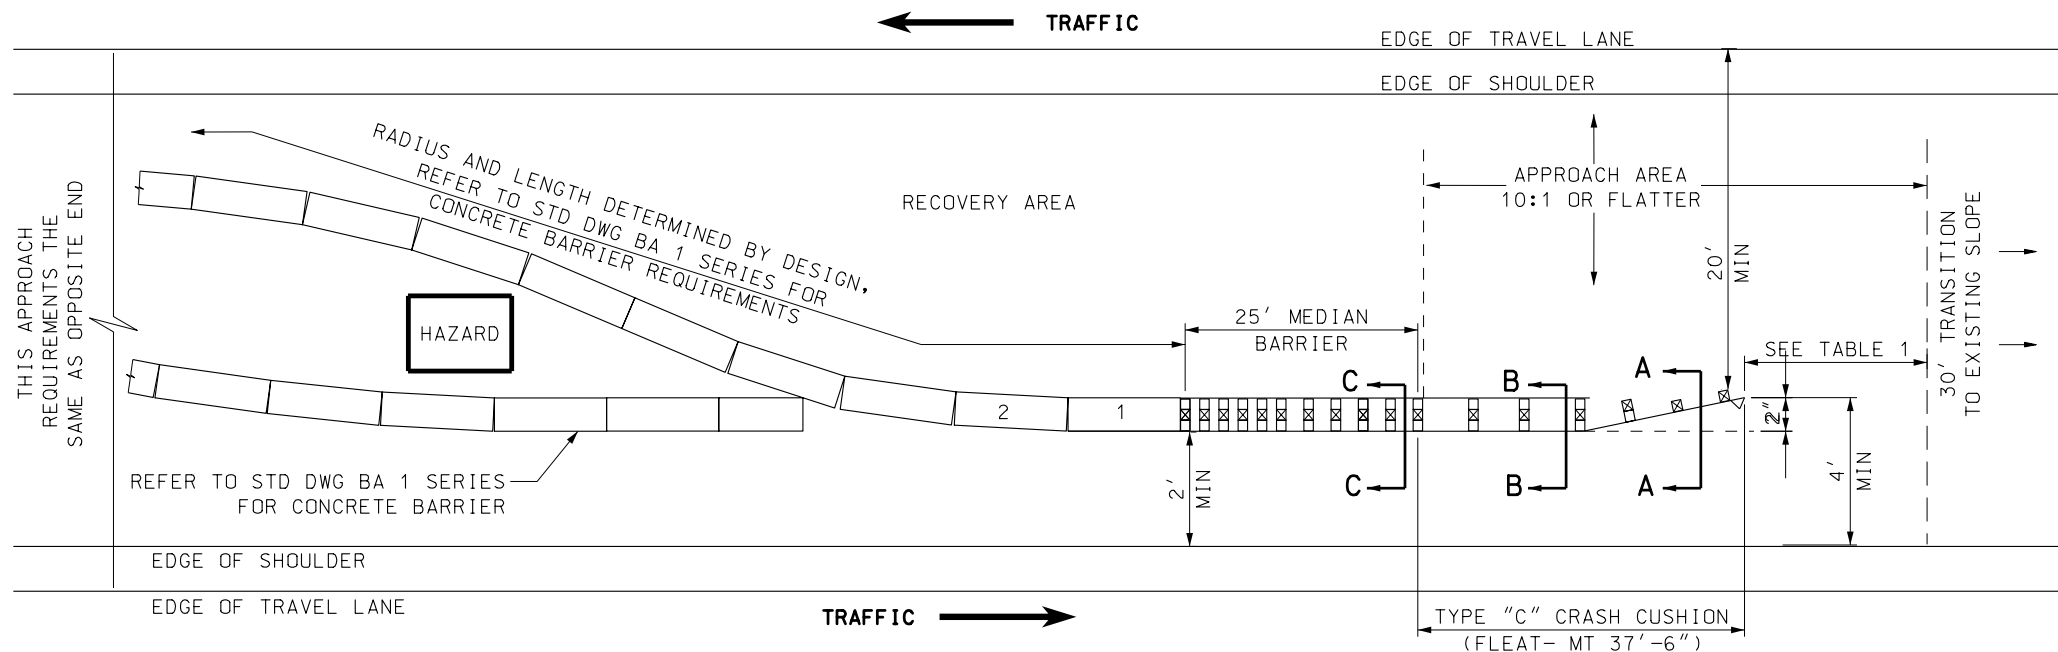 TRAFFIC
EDGE OF TRAVEL LANE
EDGE OF SHOULDER
RADIUS AND LENGTH DETERMINED BY DESIGN,
REFER TO STD DWG BA 1 SERIES FOR
CONCRETE BARRIER REQUIREMENTS
RECOVERY AREA
APPROACH AREA
10:1 OR FLATTER
20'
MIN
30' TRANSITION
TO EXISTING SLOPE
THIS APPROACH
REQUIREMENTS THE
SAME AS OPPOSITE END
HAZARD
25' MEDIAN
BARRIER
SEE TABLE 1
C
B
A
2
1
2"
4'
MIN
2'
MIN
C
B
A
REFER TO STD DWG BA 1 SERIES
FOR CONCRETE BARRIER
EDGE OF SHOULDER
EDGE OF TRAVEL LANE
TRAFFIC
TYPE "C" CRASH CUSHION
(FLEAT- MT 37'-6")